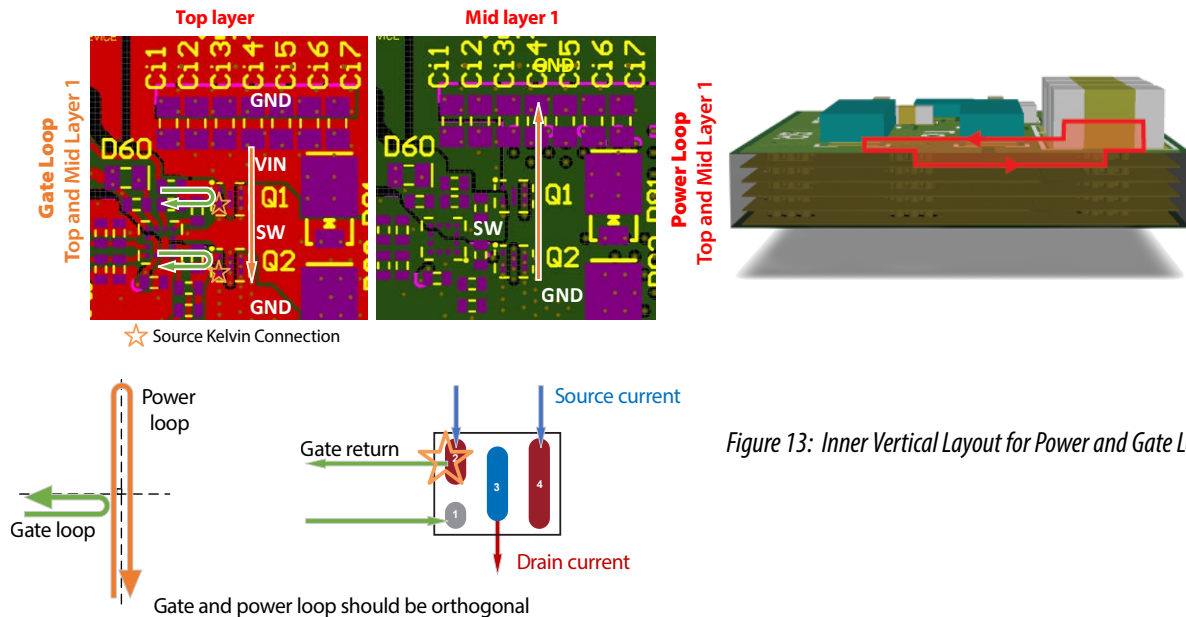 Top layer
Mid layer 1
Gate Loop
Top and Mid Layer 1
Ci1
Ci2
Ci3
Ci4
Ci5
Ci6
Ci7
GND
D60
VIN
Q1
SW
Q2
GND
Ci1
Ci2
Ci3
Ci4
Ci5
Ci6
Ci7
GND
D60
Q1
SW
Q2
GND
Power Loop
Top and Mid Layer 1
Source Kelvin Connection
Power
loop
Gate loop
Gate and power loop should be orthogonal
Source current
Gate return
2
3
4
1
Drain current
Figure 13: Inner Vertical Layout for Power and Gate L